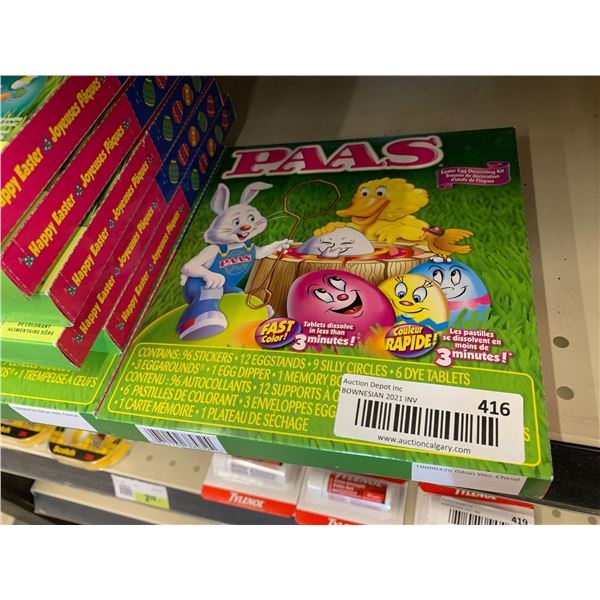 PAAS
Easter Egg Decorating Kit
Trousse de décoration
d'œufs de Pâques
PAAS
FAST
Color!
Tablets dissolve
in less than
3 minutes!
Couleur
RAPIDE!
Les pastilles
se dissolvent en
moins de
3 minutes!
CONTAINS: 96 STICKERS • 12 EGGSTANDS • 9 SILLY CIRCLES • 6 DYE TABLETS
• 3 EGGAROUNDS • 1 EGG DIPPER • 1 MEMORY
CONTENU: 96 AUTOCOLLANTS • 12 SUPPORTS À
6 PASTILLES DE COLORANT • 3 ENVELOPPES
• 1 CARTE MÉMOIRE • 1 PLATEAU DE SÉCHAGE
Auction Depot Inc
BOWNESIAN 2021 INV
416
www.auctioncalgary.com
Happy Easter Joyeuses Pâques
Happy Easter Joyeuses Pâques
Happy Easter Joyeuses Pâques
Happy Easter
PAAS
DE COLORANT
ALIMENTAIRE SÛRE
• 1 TREMPEUSE À ŒUFS
Scotch
TYLENOL
TYLENOL
TYLENOL
419